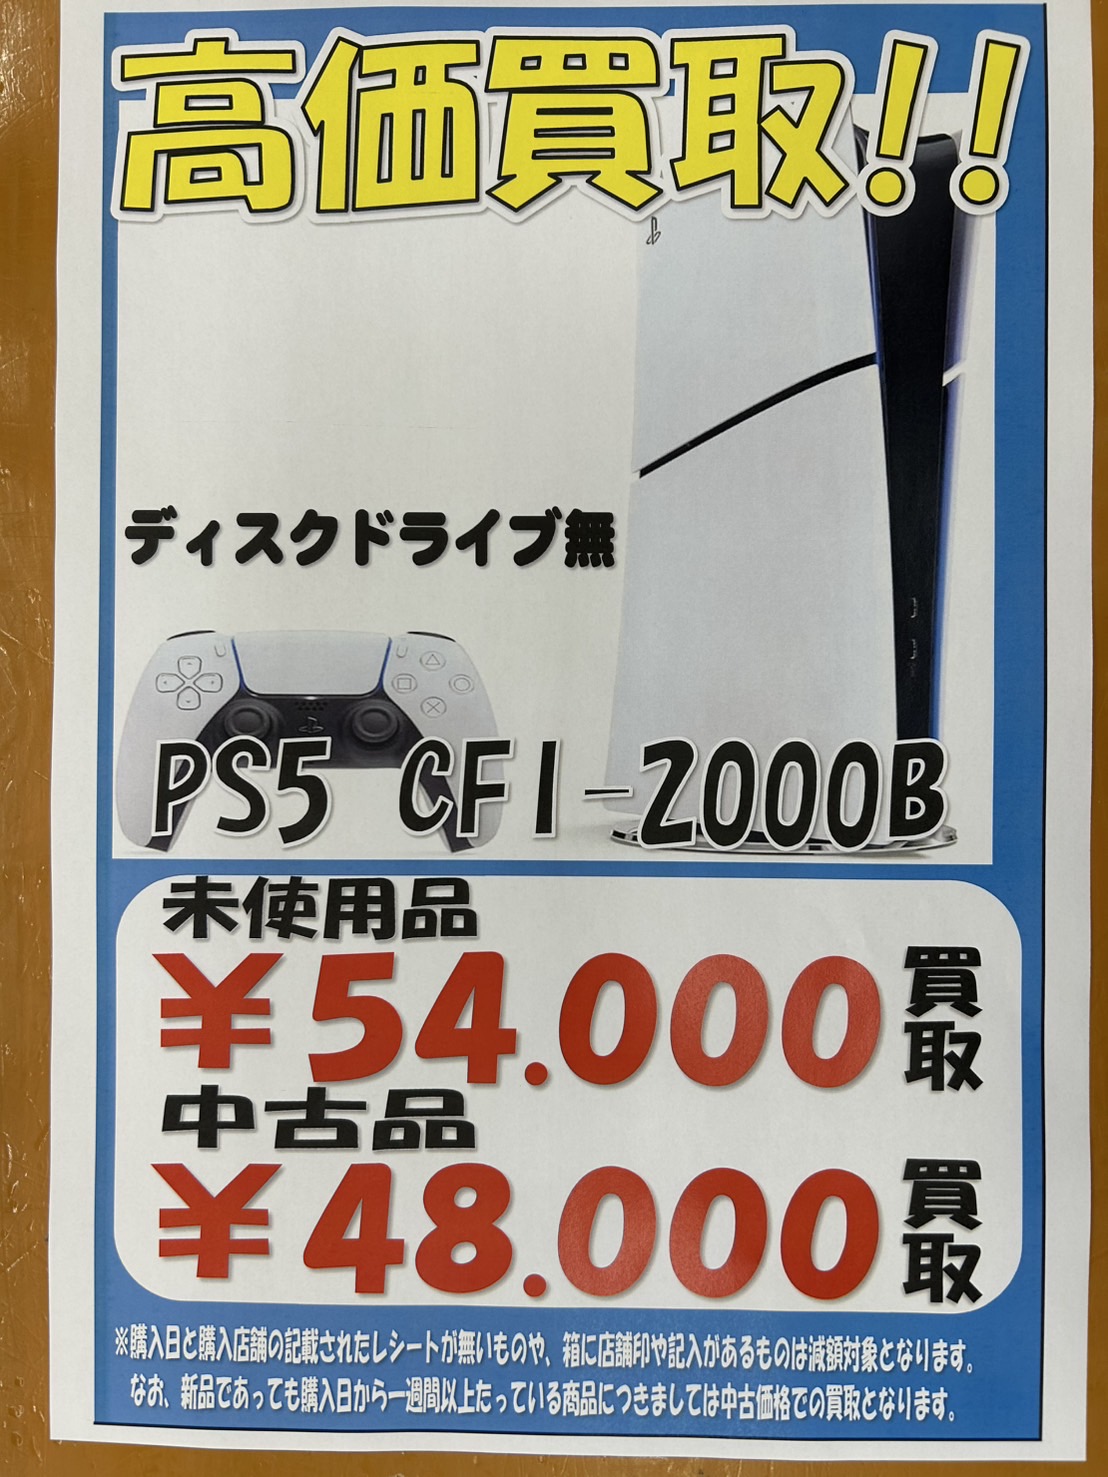 高価買取!!
ディスクドライブ無
PS5 CFI-2000B
未使用品
¥54.000買取
中古品
¥48.000買取
※購入日と購入店舗の記載されたレシートが無いものや、箱に店舗印や記入があるものは減額対象となります。
なお、新品であっても購入日から一週間以上たっている商品につきましては中古価格での買取となります。